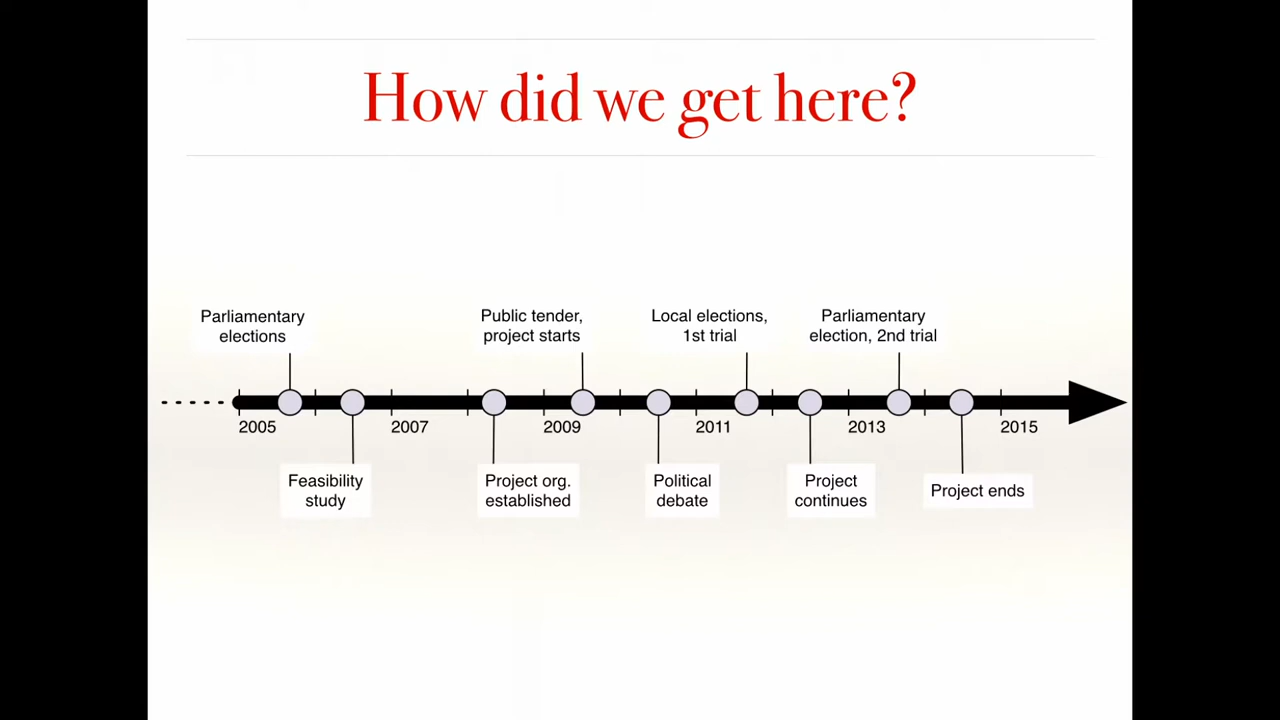 How did we get here?
Parliamentary
elections
Public tender,
project starts
Local elections,
1st trial
Parliamentary
election, 2nd trial
2005
2007
2009
2011
2013
2015
Feasibility
study
Project org.
established
Political
debate
Project
continues
Project ends